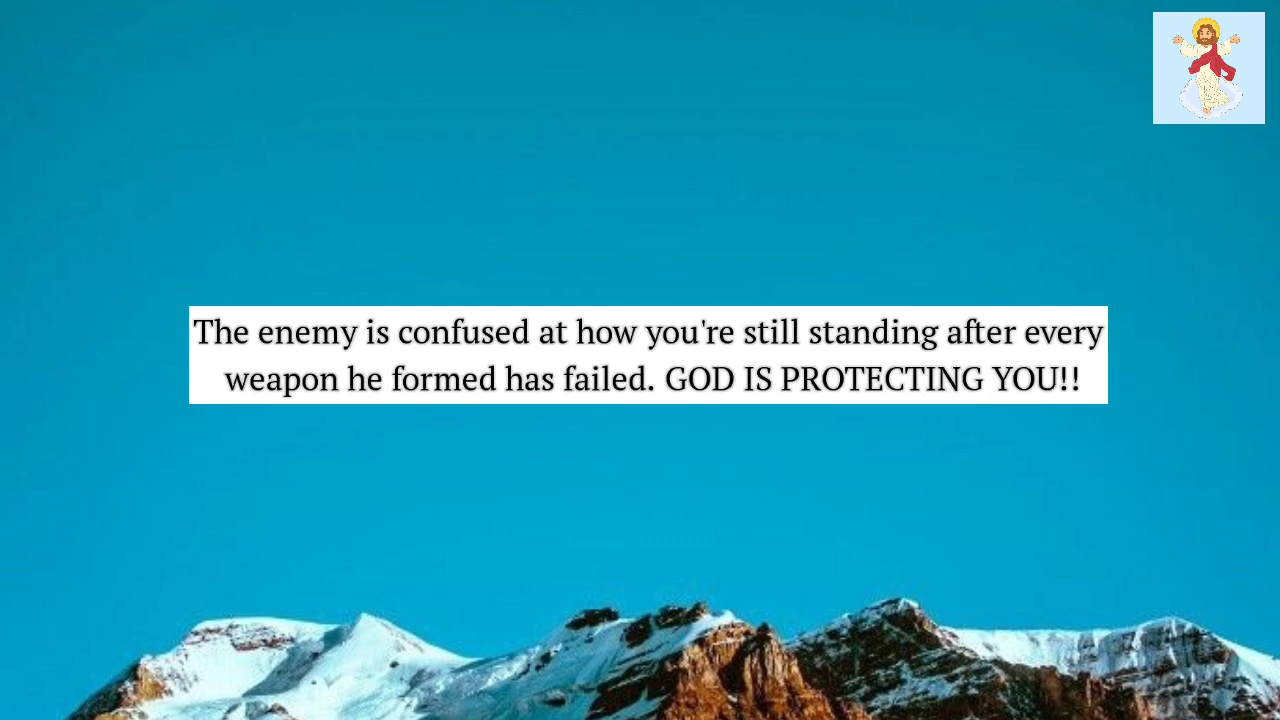 The enemy is confused at how you're still standing after every
weapon he formed has failed. GOD IS PROTECTING YOU!!